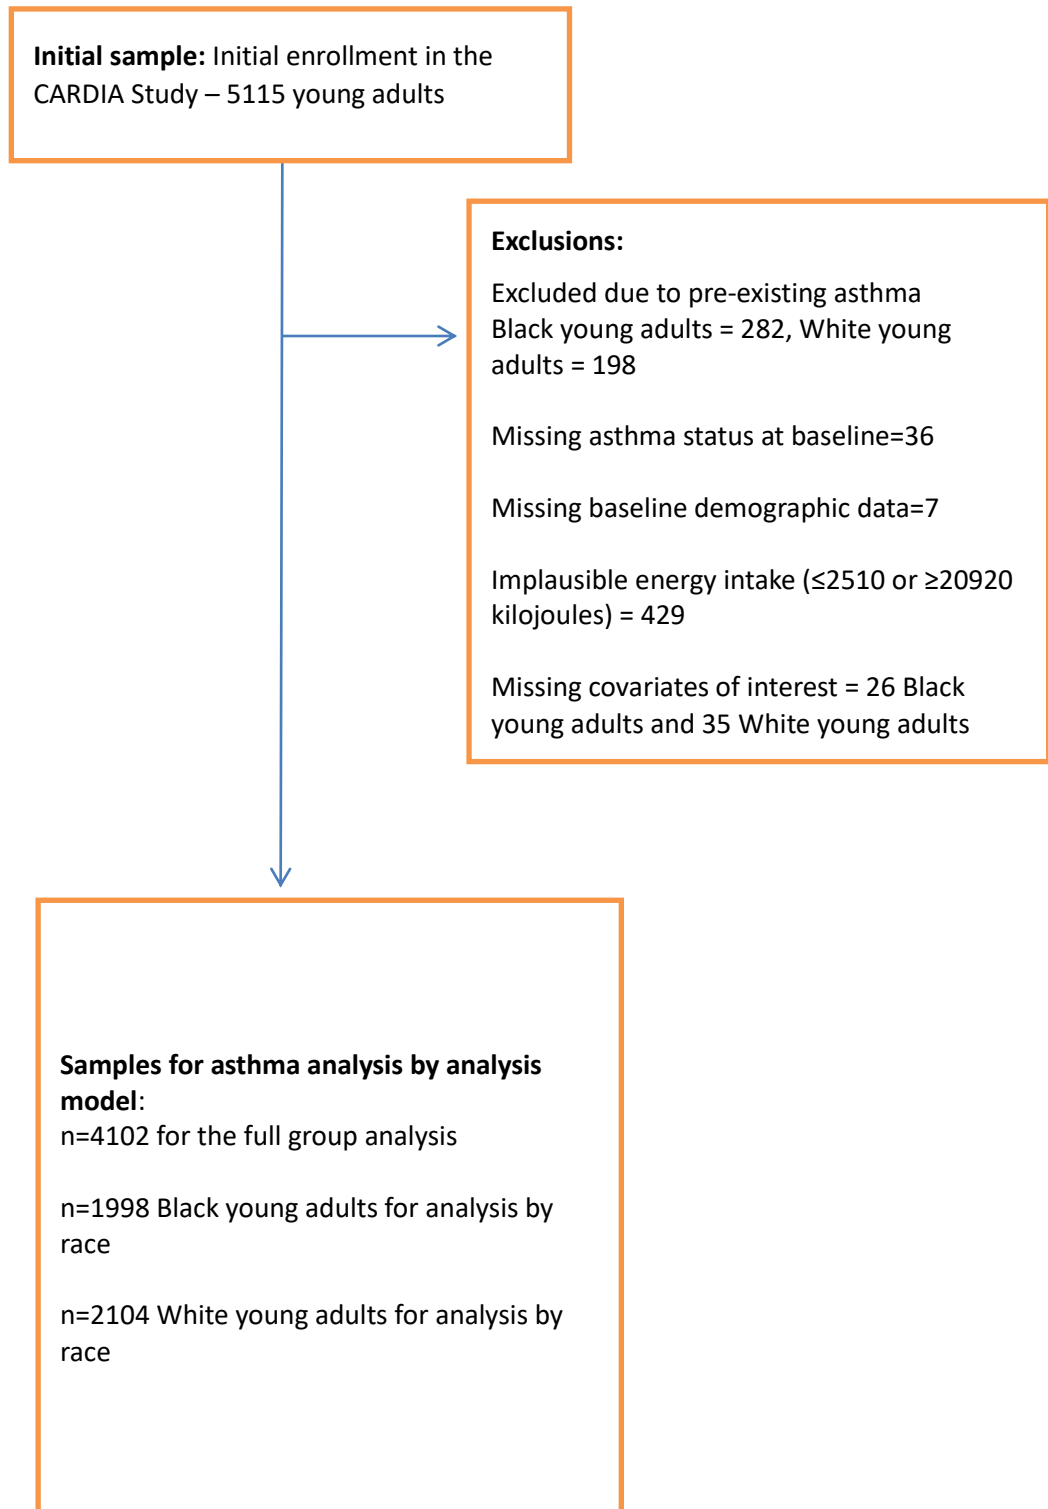 Initial sample: Initial enrollment in the
CARDIA Study – 5115 young adults
Exclusions:
Excluded due to pre-existing asthma
Black young adults = 282, White young
adults = 198
Missing asthma status at baseline=36
Missing baseline demographic data=7
Implausible energy intake (≤2510 or ≥20920
kilojoules) = 429
Missing covariates of interest = 26 Black
young adults and 35 White young adults
Samples for asthma analysis by analysis
model:
n=4102 for the full group analysis
n=1998 Black young adults for analysis by
race
n=2104 White young adults for analysis by
race